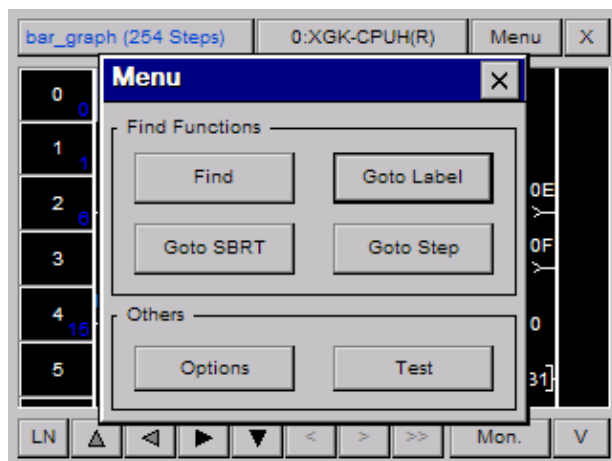 bar_graph (254 Steps) 0:XGK-CPUH(R) Menu X
Menu
Find Functions
Find Goto Label
Goto SBRT Goto Step
Others
Options Test
0 0
1 1
2 6 0E
3 0F
4 15 0
5 31]
LN < > >> Mon. V